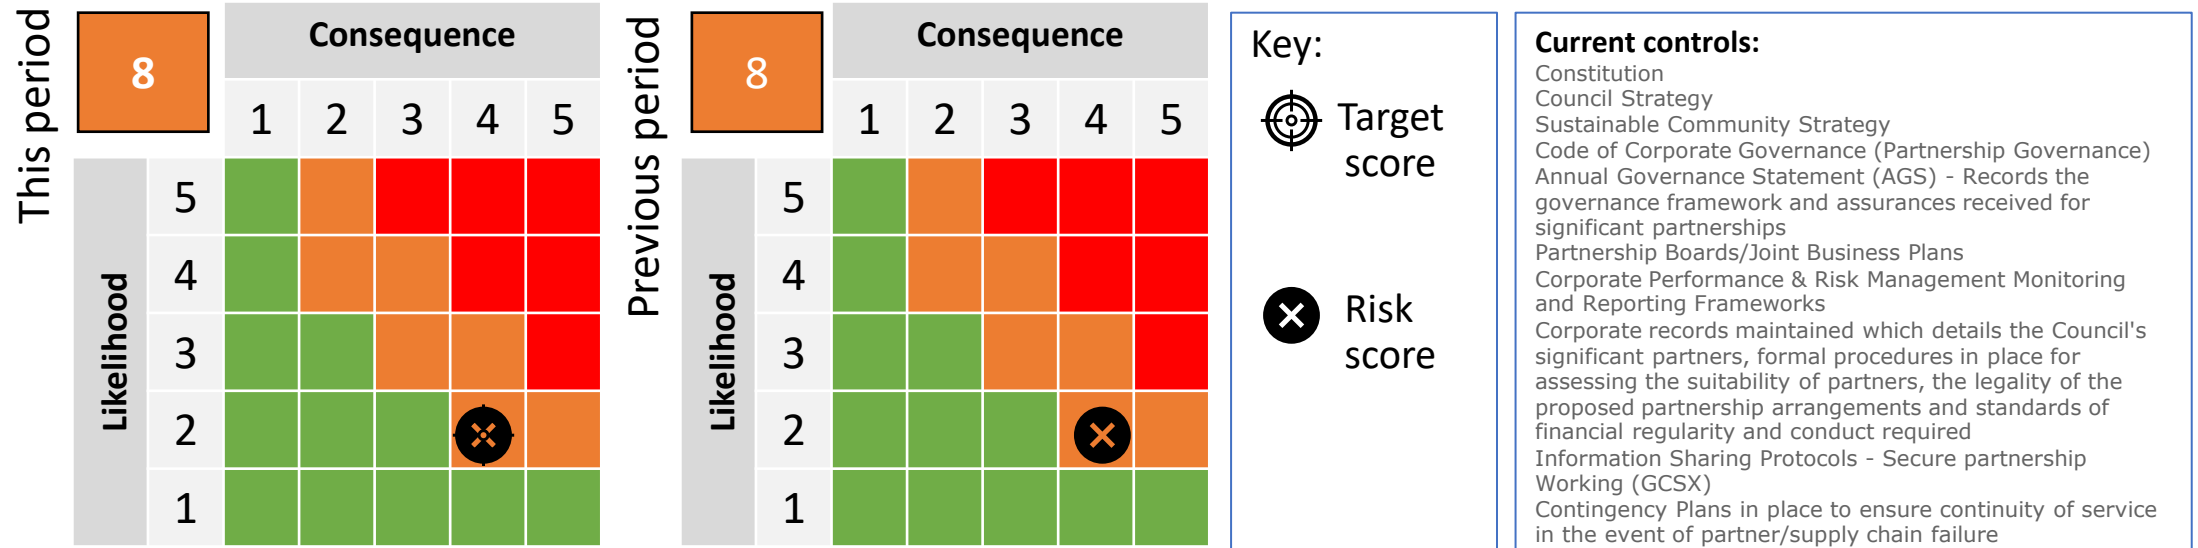 This period
8
Consequence
1 2 3 4 5
Likelihood
5
4
3
2
1
Previous period
8
Consequence
1 2 3 4 5
Likelihood
5
4
3
2
1
Key:
Target
score
Risk
score
Current controls:
Constitution
Council Strategy
Sustainable Community Strategy
Code of Corporate Governance (Partnership Governance)
Annual Governance Statement (AGS) - Records the
governance framework and assurances received for
significant partnerships
Partnership Boards/Joint Business Plans
Corporate Performance & Risk Management Monitoring
and Reporting Frameworks
Corporate records maintained which details the Council's
significant partners, formal procedures in place for
assessing the suitability of partners, the legality of the
proposed partnership arrangements and standards of
financial regularity and conduct required
Information Sharing Protocols - Secure partnership
Working (GCSX)
Contingency Plans in place to ensure continuity of service
in the event of partner/supply chain failure